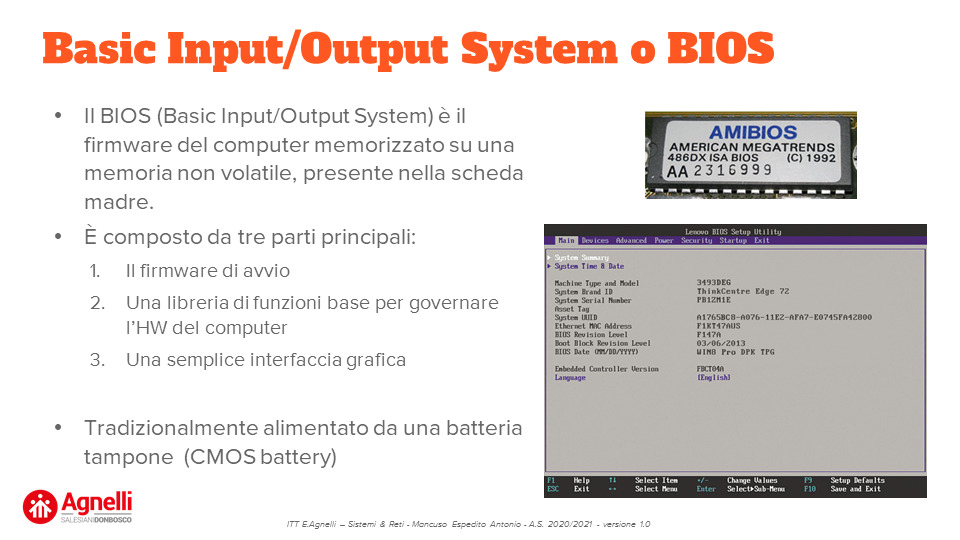 Basic Input/Output System o BIOS
• Il BIOS (Basic Input/Output System) è il
firmware del computer memorizzato su una
memoria non volatile, presente nella scheda
madre.
• È composto da tre parti principali:
1. Il firmware di avvio
2. Una libreria di funzioni base per governare
l'HW del computer
3. Una semplice interfaccia grafica
• Tradizionalmente alimentato da una batteria
tampone (CMOS battery)
AMIBIOS
AMERICAN MEGATRENDS
486DX ISA BIOS (C) 1992
AA 2316999
Lenovo BIOS Setup Utility
Main Devices Advanced Power Security Startup Exit
System Summary
System Time & Date
Machine Type and Model 3493DEG
System Brand ID ThinkCentre Edge 72
System Serial Number PB12M1E
Asset Tag
System UUID A1765BC8-A076-11E2-AFA7-E0745FA42800
Ethernet MAC Address F1KT47AUS
BIOS Revision Level F147A
Boot Block Revision Level 03/06/2013
BIOS Date (MM/DD/YYYY) WIN8 Pro DPK TPG
Embedded Controller Version FBCT04A
Language [English]
F1 Help ↑↓ Select Item +/- Change Values F9 Setup Defaults
ESC Exit ↔ Select Menu Enter Select▶Sub-Menu F10 Save and Exit
Agnelli
SALESIANI DONBOSCO
ITT E.Agnelli – Sistemi & Reti - Mancuso Espedito Antonio - A.S. 2020/2021 - versione 1.0